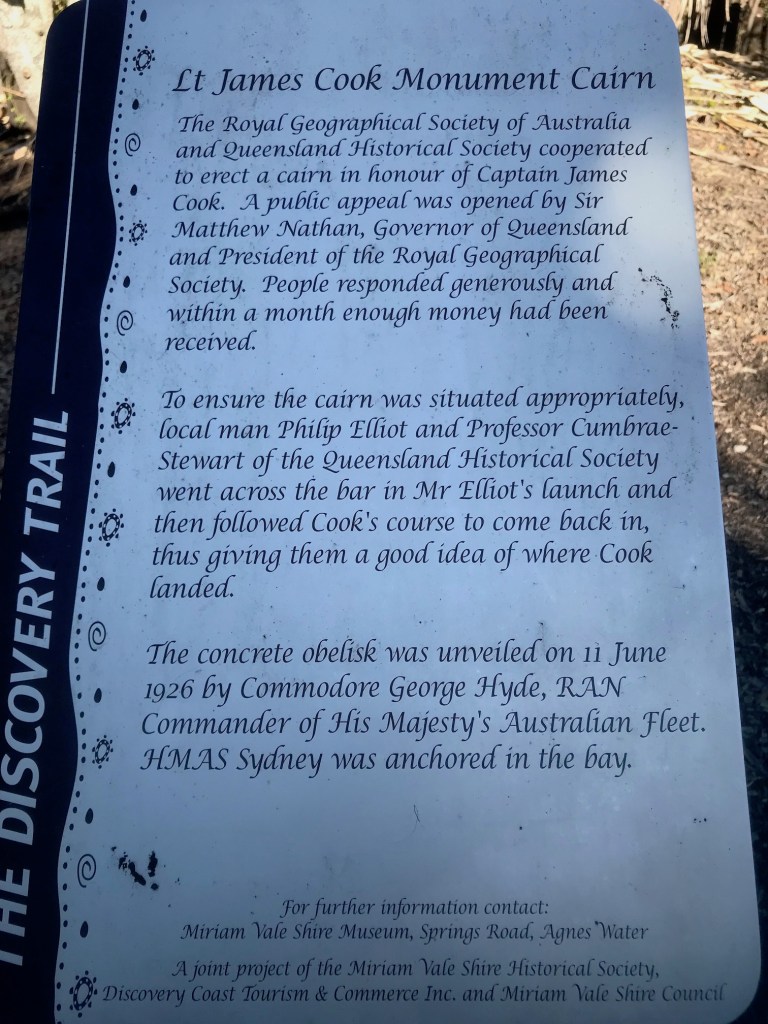 Lt James Cook Monument Cairn
The Royal Geographical Society of Australia
and Queensland Historical Society cooperated
to erect a cairn in honour of Captain James
Cook. A public appeal was opened by Sir
Matthew Nathan, Governor of Queensland
and President of the Royal Geographical
Society. People responded generously and
within a month enough money had been
received.
To ensure the cairn was situated appropriately,
local man Philip Elliot and Professor Cumbrae-
Stewart of the Queensland Historical Society
went across the bar in Mr Elliot's launch and
then followed Cook's course to come back in,
thus giving them a good idea of where Cook
landed.
The concrete obelisk was unveiled on 11 June
1926 by Commodore George Hyde, RAN
Commander of His Majesty's Australian Fleet.
HMAS Sydney was anchored in the bay.
For further information contact:
Miriam Vale Shire Museum, Springs Road, Agnes Water
A joint project of the Miriam Vale Shire Historical Society,
Discovery Coast Tourism & Commerce Inc. and Miriam Vale Shire Council
THE DISCOVERY TRAIL